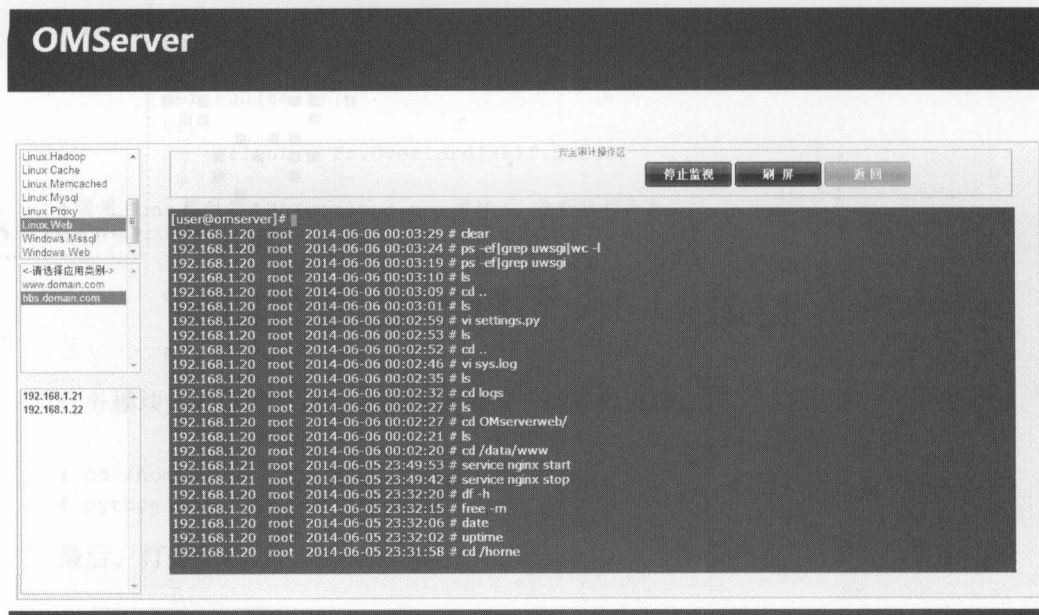 OMServer
Linux.Hadoop
Linux Cache
Linux.Memcached
Linux.Mysql
Linux Proxy
Linux.Web
Windows.Mssql
Windows.Web
<-请选择应用类别->
www.domain.com
bbs.domain.com
192.168.1.21
192.168.1.22
安全审计操作区
停止监视 刷屏 返回
[user@omserver]#
192.168.1.20 root 2014-06-06 00:03:29 # clear
192.168.1.20 root 2014-06-06 00:03:24 # ps -ef|grep uwsgi|wc -l
192.168.1.20 root 2014-06-06 00:03:19 # ps -ef|grep uwsgi
192.168.1.20 root 2014-06-06 00:03:10 # ls
192.168.1.20 root 2014-06-06 00:03:09 # cd ..
192.168.1.20 root 2014-06-06 00:03:01 # ls
192.168.1.20 root 2014-06-06 00:02:59 # vi settings.py
192.168.1.20 root 2014-06-06 00:02:53 # ls
192.168.1.20 root 2014-06-06 00:02:52 # cd ..
192.168.1.20 root 2014-06-06 00:02:46 # vi sys.log
192.168.1.20 root 2014-06-06 00:02:35 # ls
192.168.1.20 root 2014-06-06 00:02:32 # cd logs
192.168.1.20 root 2014-06-06 00:02:27 # ls
192.168.1.20 root 2014-06-06 00:02:27 # cd OMserverweb/
192.168.1.20 root 2014-06-06 00:02:21 # ls
192.168.1.20 root 2014-06-06 00:02:20 # cd /data/www
192.168.1.21 root 2014-06-05 23:49:53 # service nginx start
192.168.1.21 root 2014-06-05 23:49:42 # service nginx stop
192.168.1.20 root 2014-06-05 23:32:20 # df -h
192.168.1.20 root 2014-06-05 23:32:15 # free -m
192.168.1.20 root 2014-06-05 23:32:06 # date
192.168.1.20 root 2014-06-05 23:32:02 # uptime
192.168.1.20 root 2014-06-05 23:31:58 # cd /home